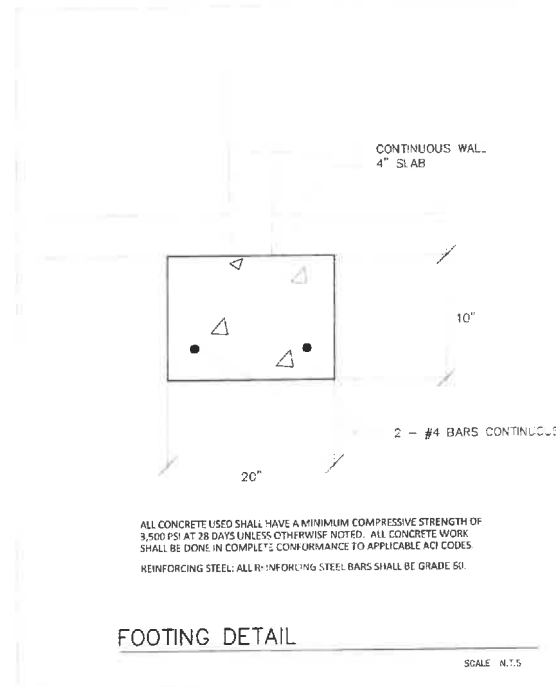 CONTINUOUS WALL
4" SLAB
10"
2 - #4 BARS CONTINUOUS
20"
ALL CONCRETE USED SHALL HAVE A MINIMUM COMPRESSIVE STRENGTH OF
3,500 PSI AT 28 DAYS UNLESS OTHERWISE NOTED. ALL CONCRETE WORK
SHALL BE DONE IN COMPLETE CONFORMANCE TO APPLICABLE ACI CODES.
REINFORCING STEEL: ALL REINFORCING STEEL BARS SHALL BE GRADE 60.
FOOTING DETAIL
SCALE N.T.S